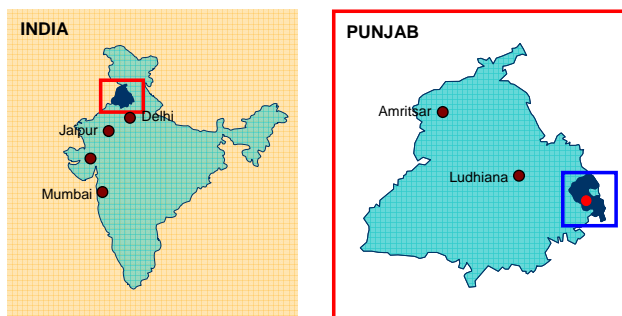 INDIA
Delhi
Jaipur
Mumbai
PUNJAB
Amritsar
Ludhiana